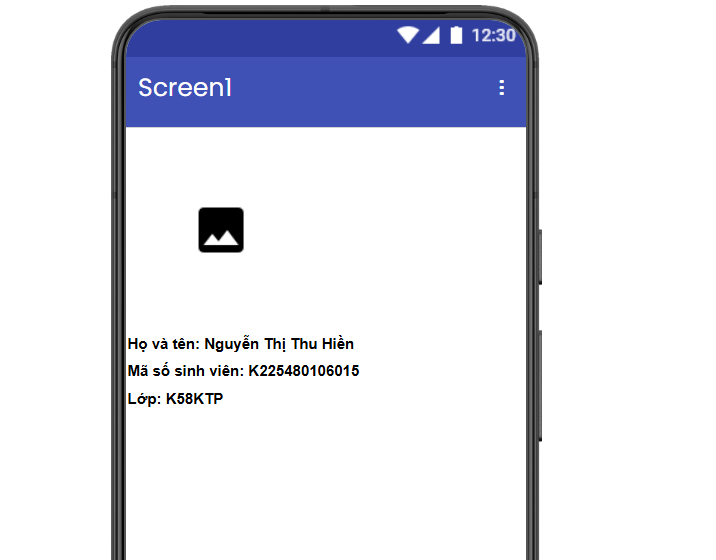 12:30
Screen1
Họ và tên: Nguyễn Thị Thu Hiền
Mã số sinh viên: K225480106015
Lớp: K58KTP